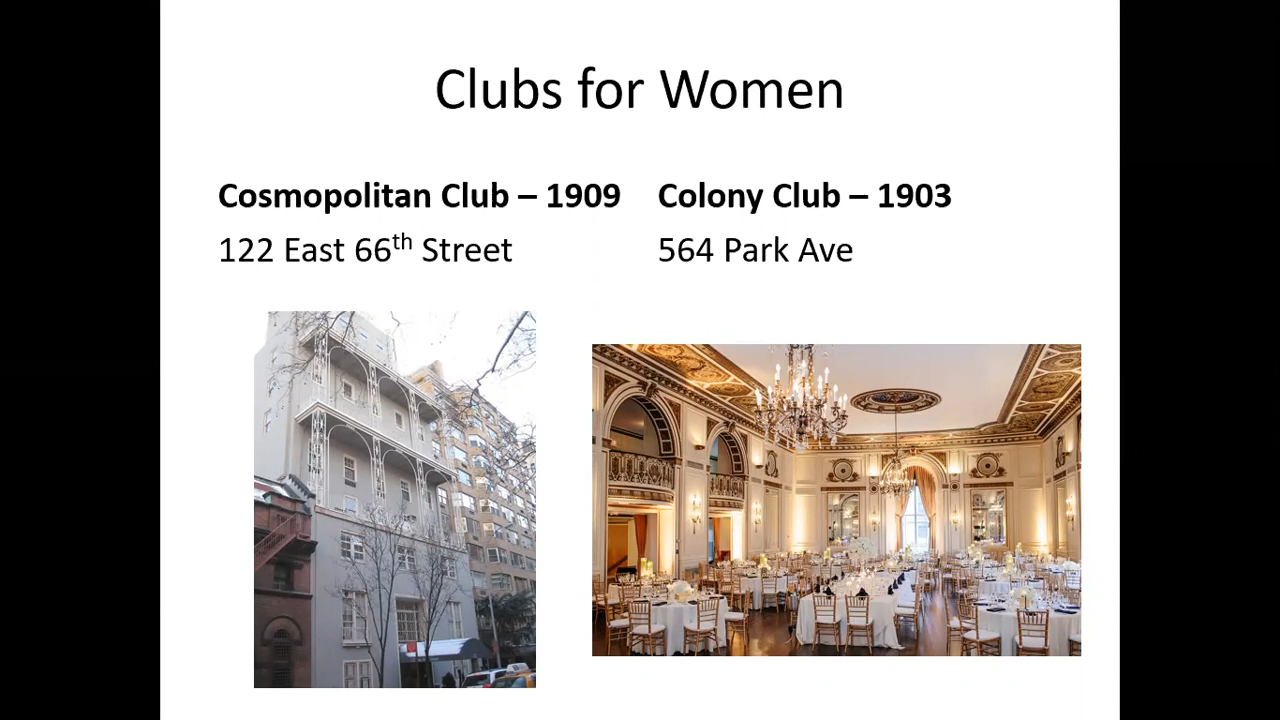 Clubs for Women
Cosmopolitan Club – 1909
122 East 66th Street
Colony Club – 1903
564 Park Ave